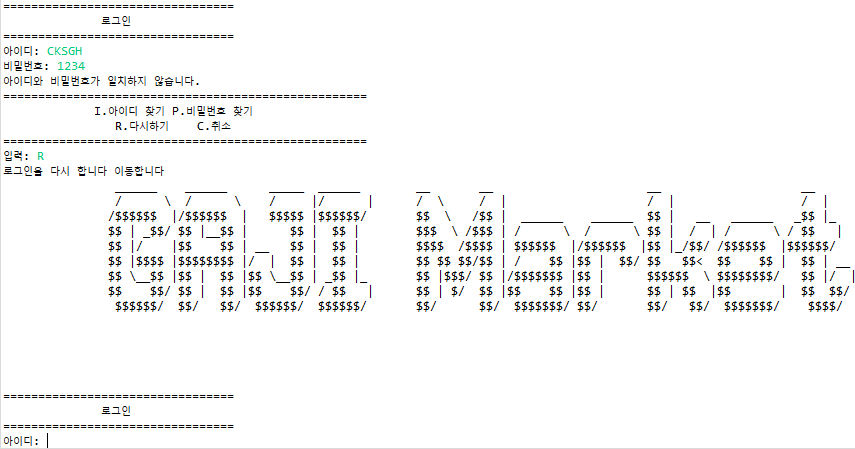 =================================
로그인
=================================
아이디: CKSGH
비밀번호: 1234
아이디와 비밀번호가 일치하지 않습니다.
====================================================
I.아이디 찾기 P.비밀번호 찾기
R.다시하기 C.취소
====================================================
입력: R
로그인을 다시 합니다 이동합니다
GAJI Market
=================================
로그인
=================================
아이디: